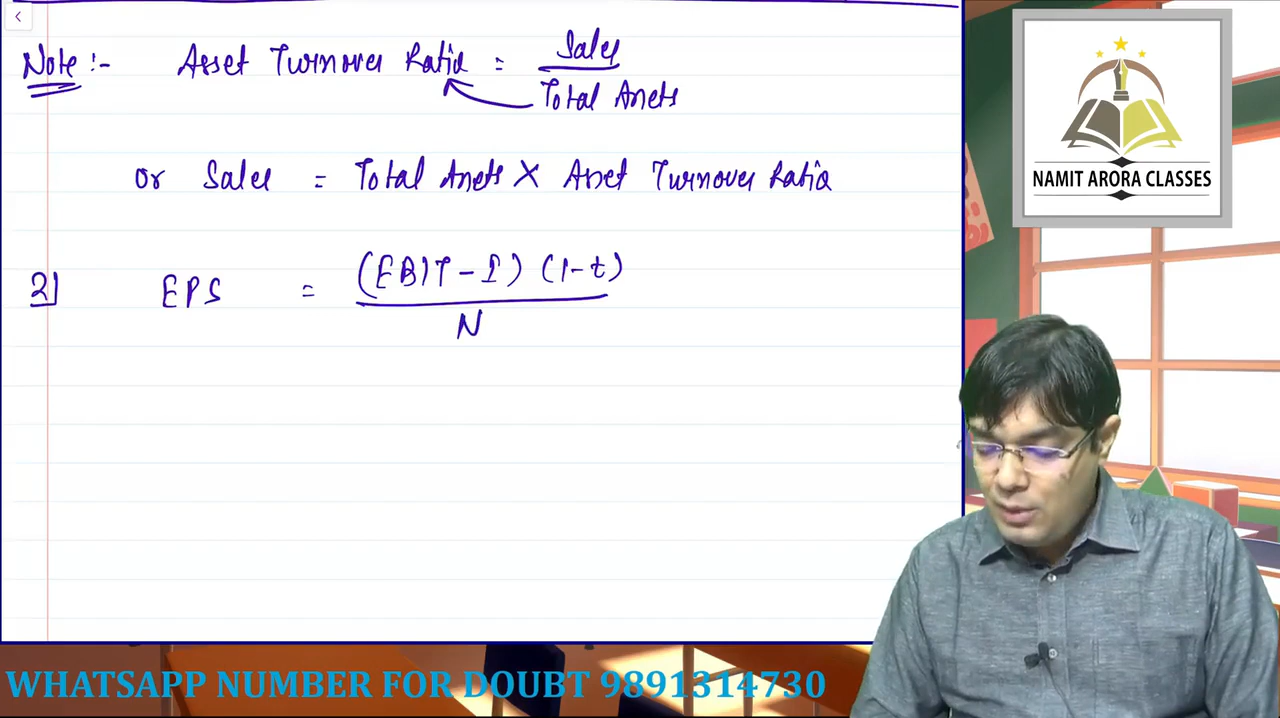 Note :- Asset Turnover Ratio = Sales / Total Assets
or Sales = Total Assets X Asset Turnover Ratio
2] EPS = (EBIT - I) (1-t) / N
NAMIT ARORA CLASSES
WHATSAPP NUMBER FOR DOUBT 9891314730